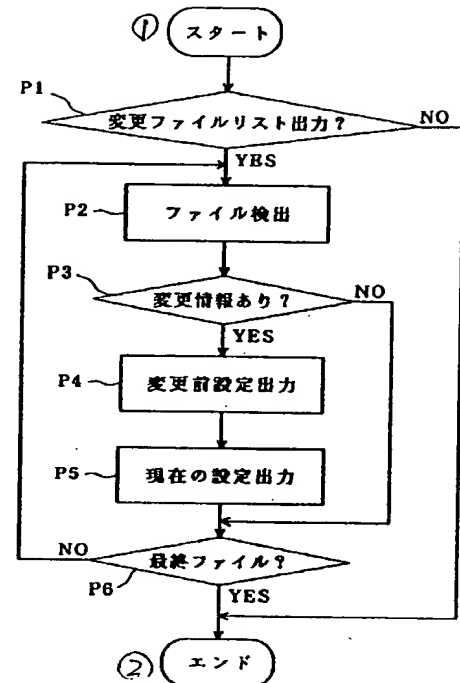 ①
スタート
P1
変更ファイルリスト出力?
NO
YES
P2
ファイル検出
P3
変更情報あり?
NO
YES
P4
変更前設定出力
P5
現在の設定出力
NO
最終ファイル?
P6
YES
②
エンド